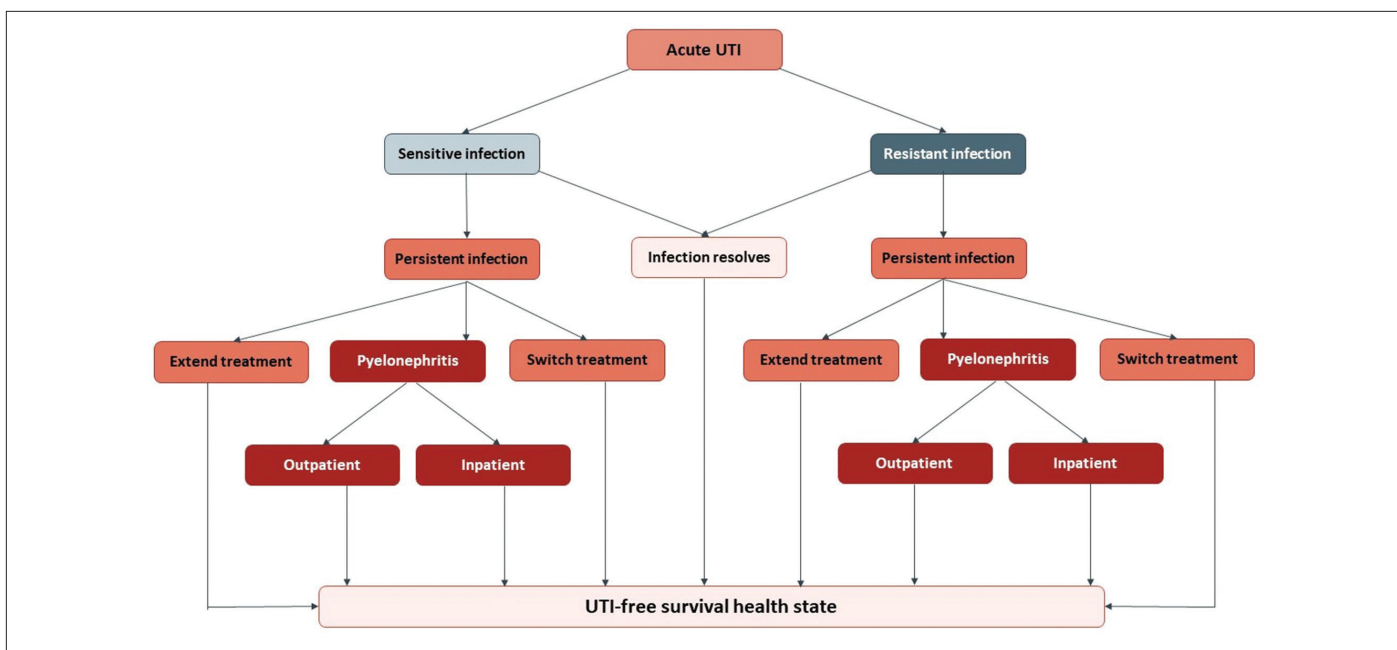 Acute UTI
Sensitive infection
Resistant infection
Persistent infection
Infection resolves
Persistent infection
Extend treatment
Pyelonephritis
Switch treatment
Extend treatment
Pyelonephritis
Switch treatment
Outpatient
Inpatient
Outpatient
Inpatient
UTI-free survival health state